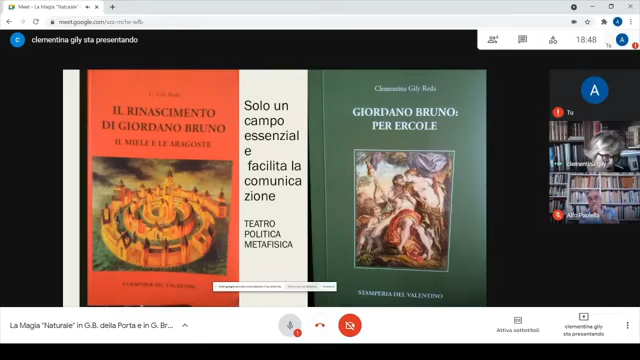 Meet - La Magia "Naturale"
meet.google.com/vzz-mchr-wfb
clementina gily sta presentando
18:48
Tu
C. Gily Reda
IL RINASCIMENTO
DI GIORDANO BRUNO
IL MIELE E LE ARAGOSTE
STAMPERIA DEL VALENTINO
Solo un
campo
essenzial
e
facilita la
comunica
zione
TEATRO
POLITICA
METAFISICA
Clementina Gily Reda
GIORDANO BRUNO:
PER ERCOLE
STAMPERIA DEL VALENTINO
A
Tu
clementina gily
Alfo Paolella
La Magia "Naturale" in G.B. della Porta e in G. Br...
Attiva sottotitoli
clementina gily
sta presentando